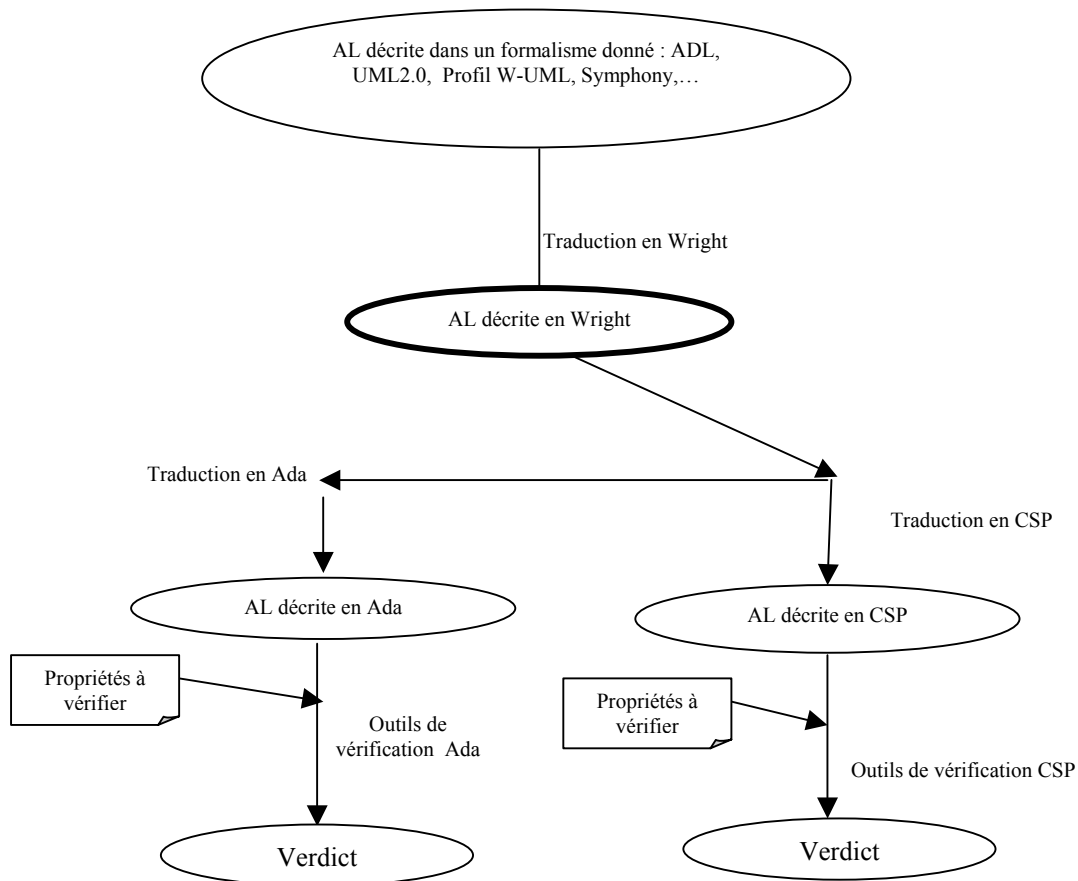 AL décrite dans un formalisme donné : ADL,
UML2.0, Profil W-UML, Symphony,…
Traduction en Wright
AL décrite en Wright
Traduction en Ada
Traduction en CSP
AL décrite en Ada
AL décrite en CSP
Propriétés à
vérifier
Propriétés à
vérifier
Outils de
vérification Ada
Outils de vérification CSP
Verdict
Verdict